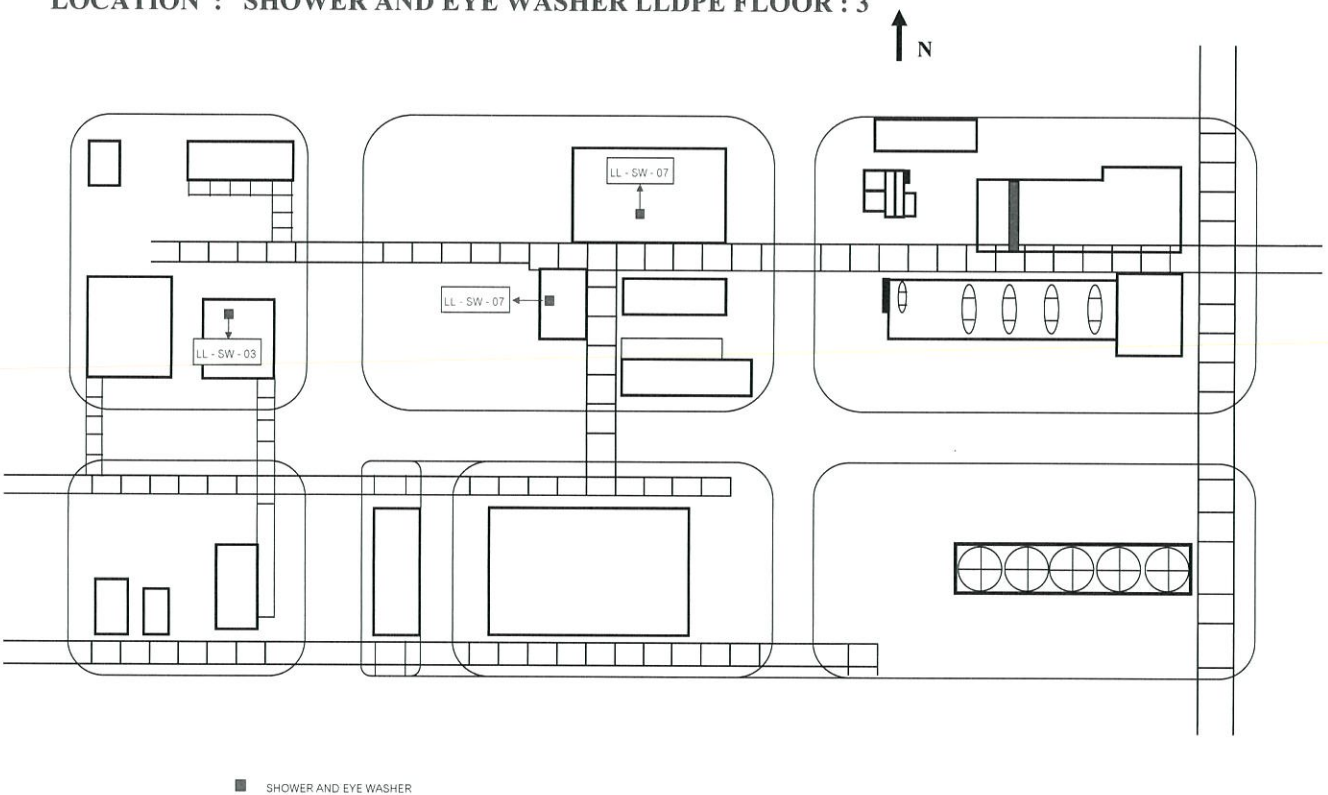 LOCATION : SHOWER AND EYE WASHER LLDPE FLOOR : 3
N
LL - SW - 07
LL - SW - 07
LL - SW - 03
SHOWER AND EYE WASHER